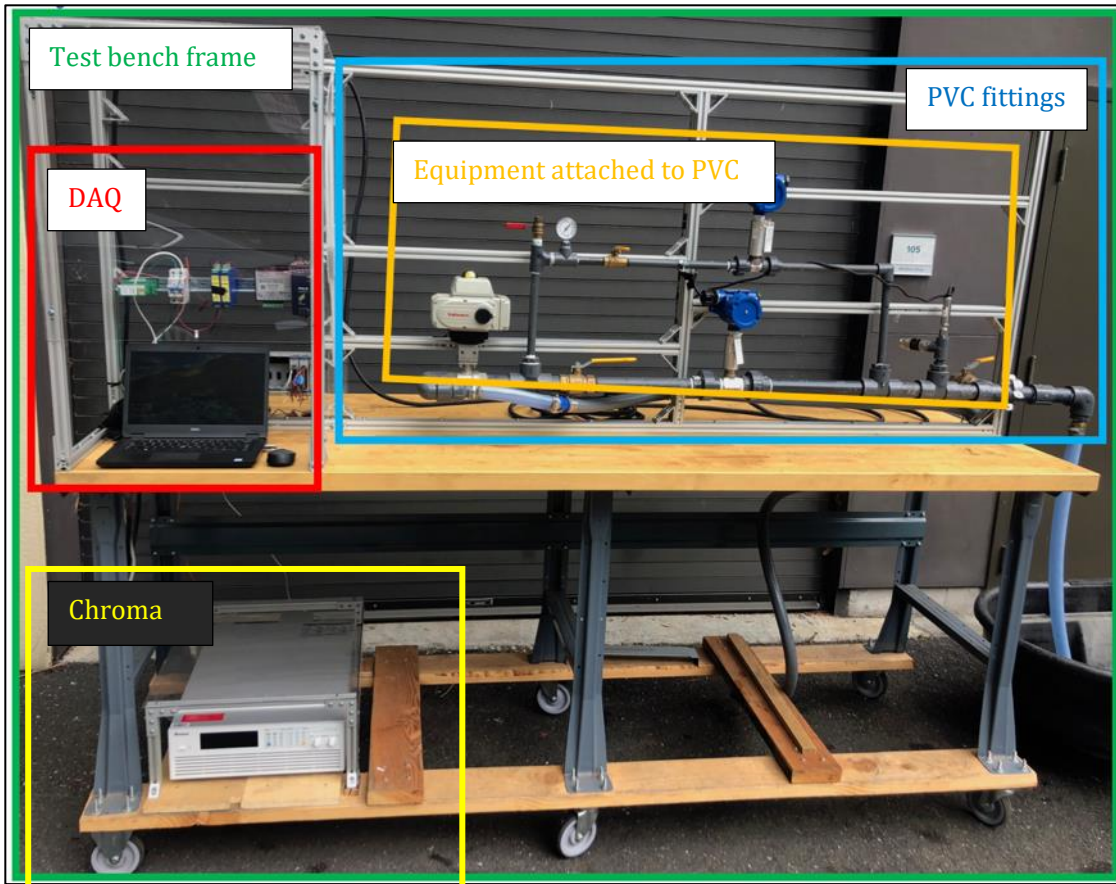 Test bench frame
PVC fittings
Equipment attached to PVC
DAQ
105
Chroma